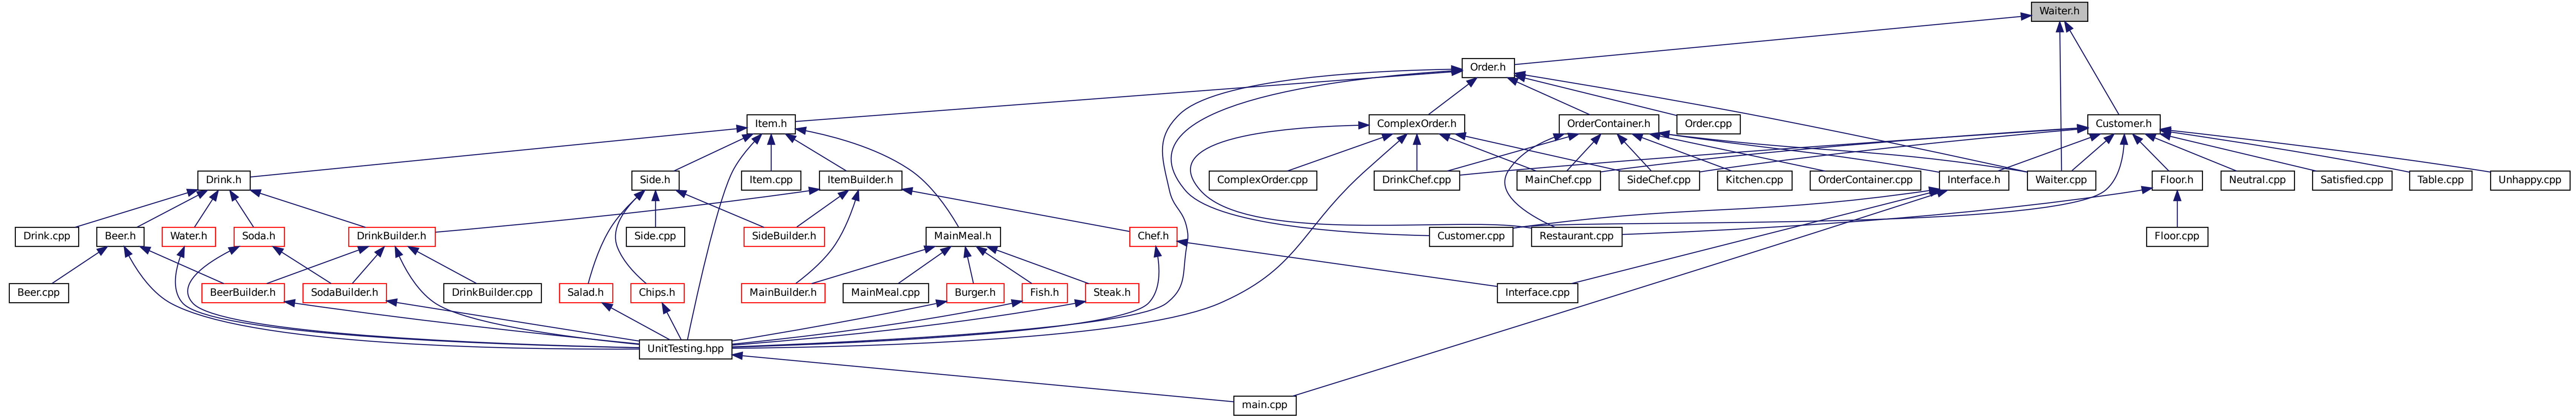 Waiter.h
Order.h
Item.h
ComplexOrder.h
OrderContainer.h
Order.cpp
Customer.h
Drink.h
Side.h
Item.cpp
ItemBuilder.h
ComplexOrder.cpp
DrinkChef.cpp
MainChef.cpp
SideChef.cpp
Kitchen.cpp
OrderContainer.cpp
Interface.h
Waiter.cpp
Floor.h
Neutral.cpp
Satisfied.cpp
Table.cpp
Unhappy.cpp
Drink.cpp
Beer.h
Water.h
Soda.h
DrinkBuilder.h
Side.cpp
SideBuilder.h
MainMeal.h
Chef.h
Customer.cpp
Restaurant.cpp
Floor.cpp
Beer.cpp
BeerBuilder.h
SodaBuilder.h
DrinkBuilder.cpp
Salad.h
Chips.h
MainBuilder.h
MainMeal.cpp
Burger.h
Fish.h
Steak.h
Interface.cpp
UnitTesting.hpp
main.cpp